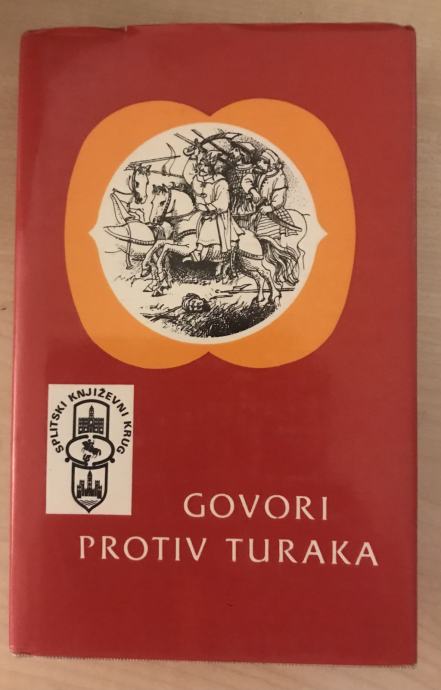 SPLITSKI KNJIŽEVNI KRUG
GOVORI
PROTIV TURAKA